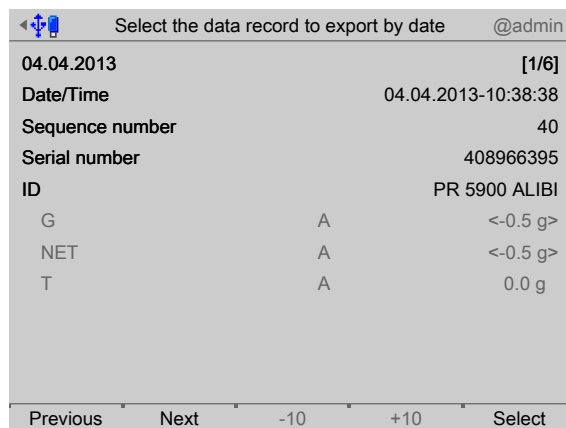 Select the data record to export by date @admin
04.04.2013 [1/6]
Date/Time 04.04.2013-10:38:38
Sequence number 40
Serial number 408966395
ID PR 5900 ALIBI
G A <-0.5 g>
NET A <-0.5 g>
T A 0.0 g
Previous Next -10 +10 Select